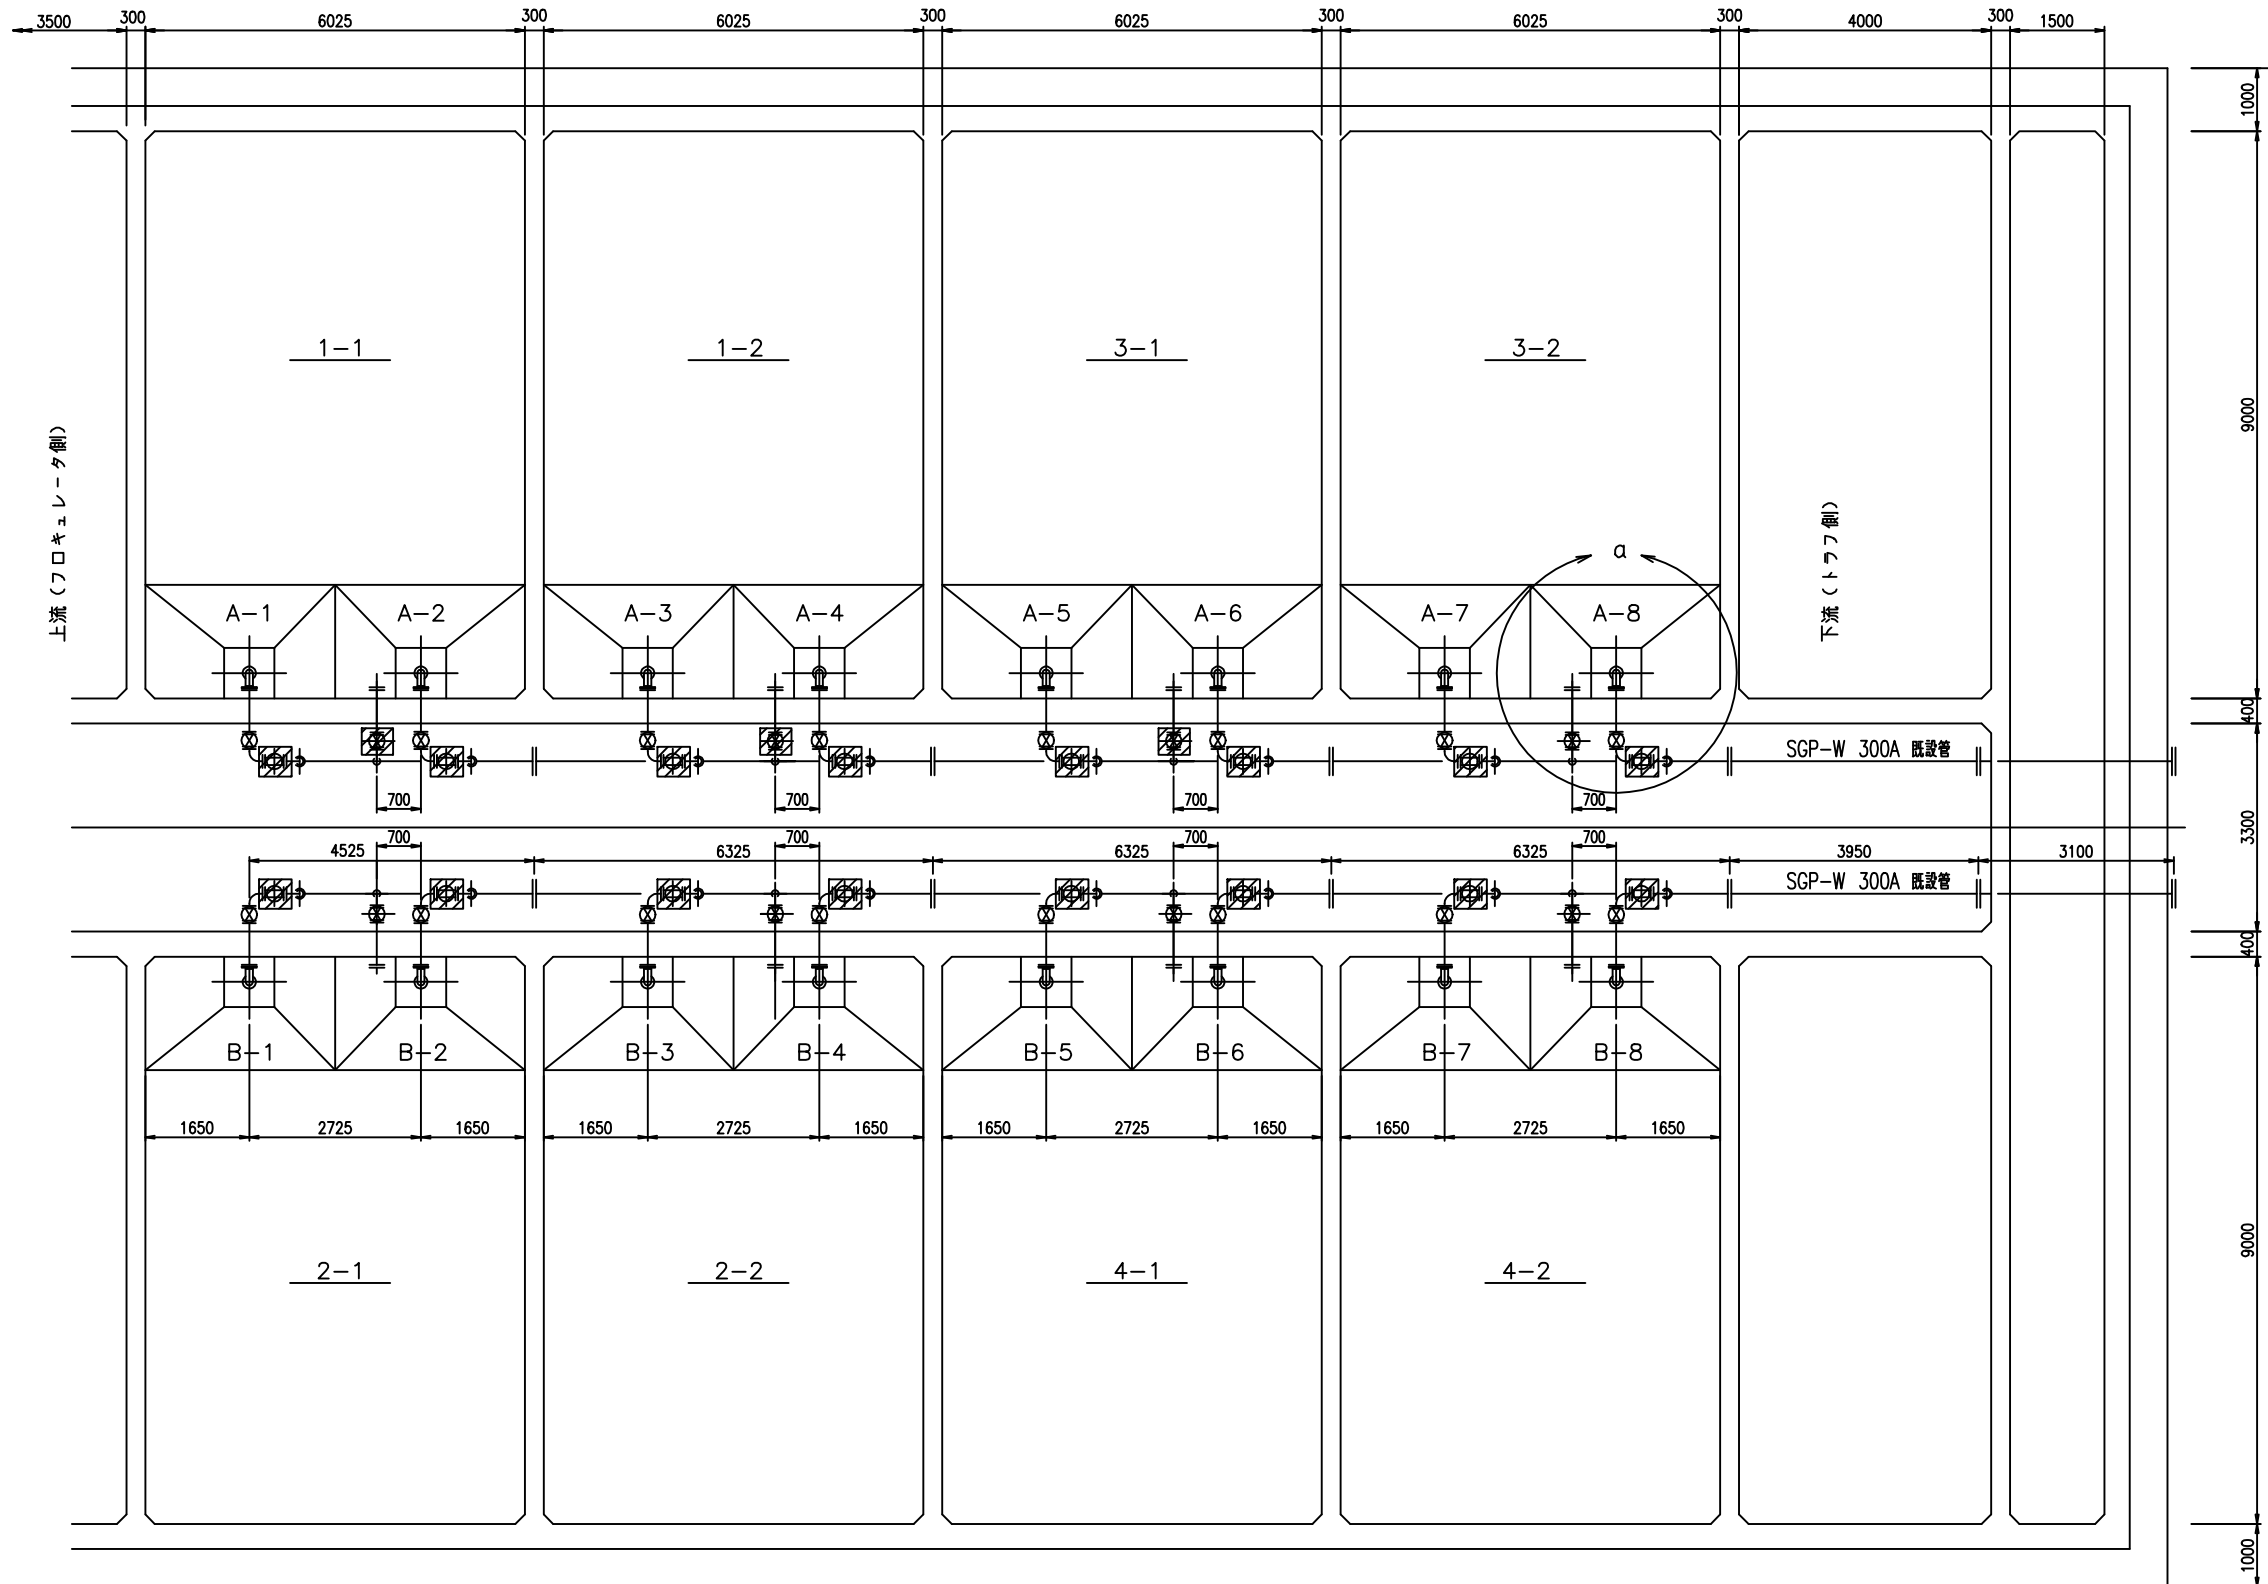 3500 300 6025 300 6025 300 6025 300 6025 300 4000 300 1500
1000
9000
400
3300
400
9000
1000
1-1 1-2 3-1 3-2
上流(フロキュレータ側)
下流(トラフ側)
a
A-1 A-2 A-3 A-4 A-5 A-6 A-7 A-8
SGP-W 300A 既設管
700 700 700 700
700 700 700 700
4525 6325 6325 6325 3950 3100
SGP-W 300A 既設管
B-1 B-2 B-3 B-4 B-5 B-6 B-7 B-8
1650 2725 1650 1650 2725 1650 1650 2725 1650 1650 2725 1650
2-1 2-2 4-1 4-2